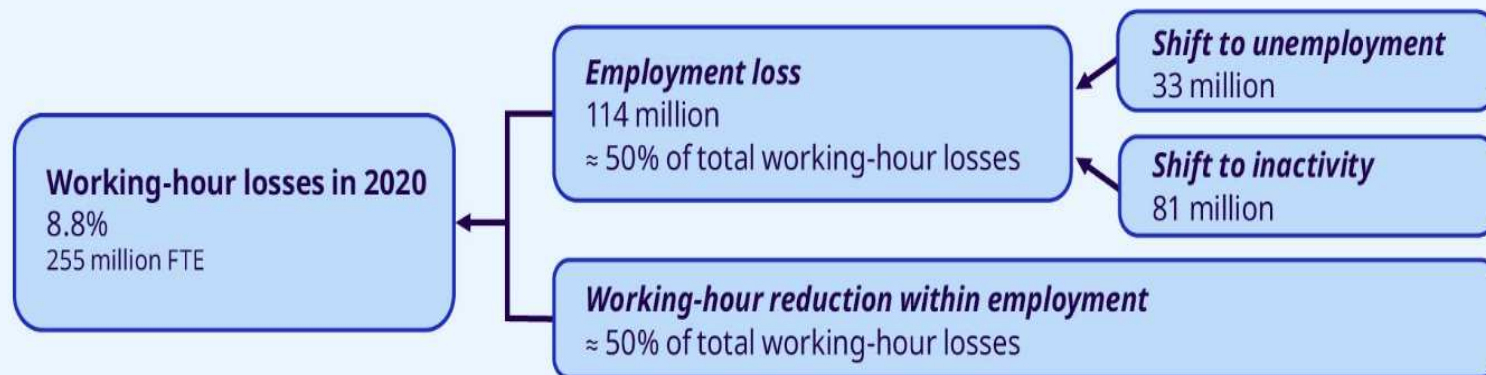 Working-hour losses in 2020
8.8%
255 million FTE
Employment loss
114 million
≈ 50% of total working-hour losses
Shift to unemployment
33 million
Shift to inactivity
81 million
Working-hour reduction within employment
≈ 50% of total working-hour losses